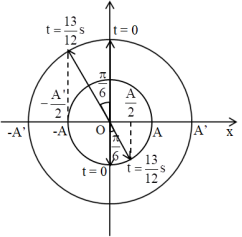 t = 13/12 s
t = 0
π/6
-A'/2
A/2
-A'
-A
O
A
A'
x
π/6
t = 0
t = 13/12 s